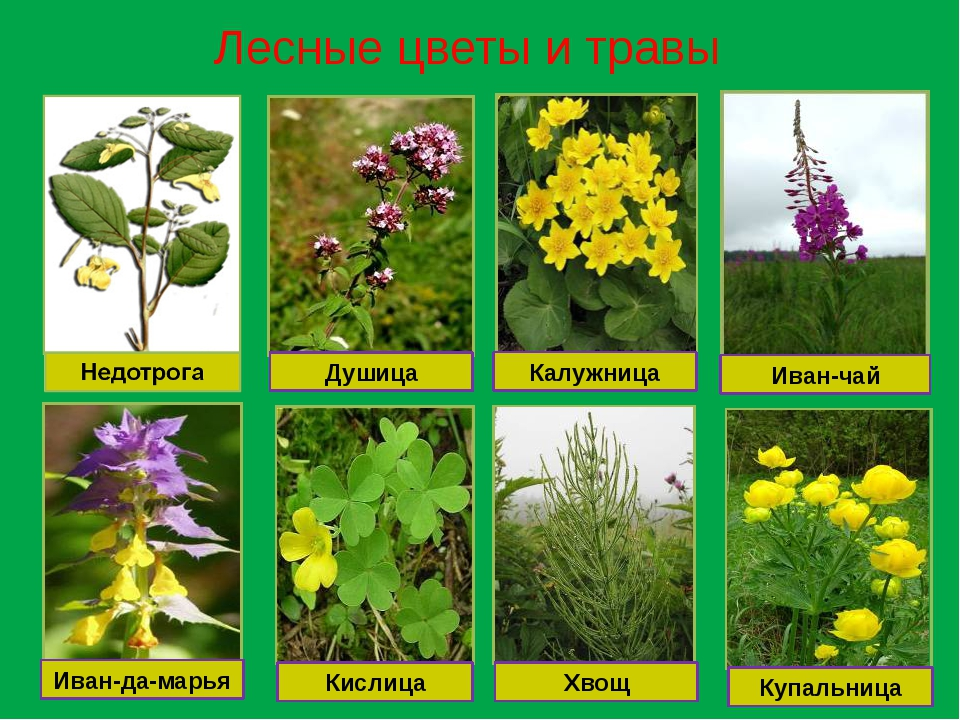 Лесные цветы и травы
Недотрога
Душица
Калужница
Иван-чай
Иван-да-марья
Кислица
Хвощ
Купальница